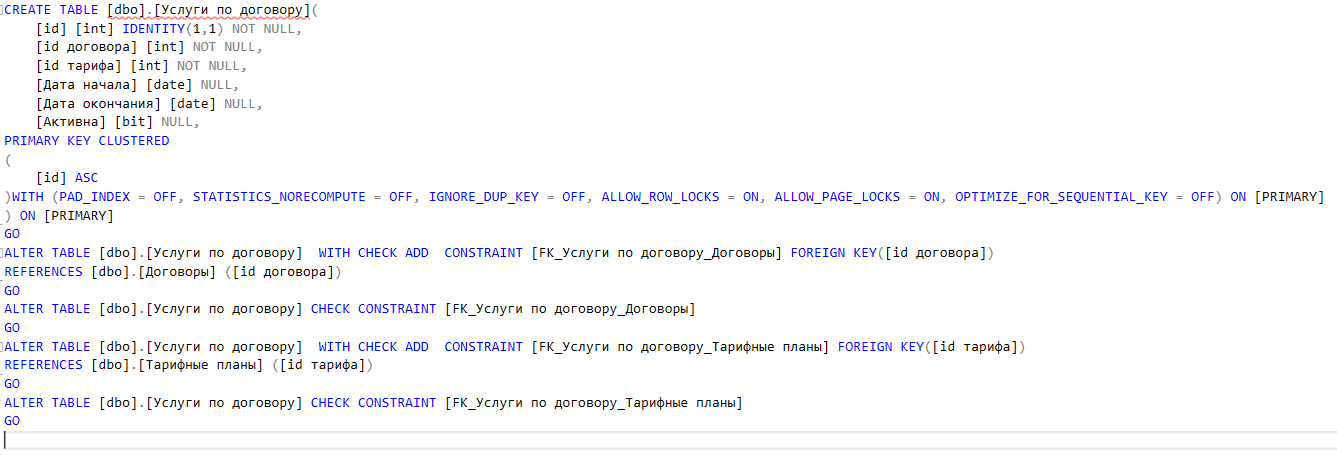 CREATE TABLE [dbo].[Услуги по договору](
    [id] [int] IDENTITY(1,1) NOT NULL,
    [id договора] [int] NOT NULL,
    [id тарифа] [int] NOT NULL,
    [Дата начала] [date] NULL,
    [Дата окончания] [date] NULL,
    [Активна] [bit] NULL,
PRIMARY KEY CLUSTERED
(
    [id] ASC
)WITH (PAD_INDEX = OFF, STATISTICS_NORECOMPUTE = OFF, IGNORE_DUP_KEY = OFF, ALLOW_ROW_LOCKS = ON, ALLOW_PAGE_LOCKS = ON, OPTIMIZE_FOR_SEQUENTIAL_KEY = OFF) ON [PRIMARY]
) ON [PRIMARY]
GO
ALTER TABLE [dbo].[Услуги по договору]  WITH CHECK ADD  CONSTRAINT [FK_Услуги по договору_Договоры] FOREIGN KEY([id договора])
REFERENCES [dbo].[Договоры] ([id договора])
GO
ALTER TABLE [dbo].[Услуги по договору] CHECK CONSTRAINT [FK_Услуги по договору_Договоры]
GO
ALTER TABLE [dbo].[Услуги по договору]  WITH CHECK ADD  CONSTRAINT [FK_Услуги по договору_Тарифные планы] FOREIGN KEY([id тарифа])
REFERENCES [dbo].[Тарифные планы] ([id тарифа])
GO
ALTER TABLE [dbo].[Услуги по договору] CHECK CONSTRAINT [FK_Услуги по договору_Тарифные планы]
GO